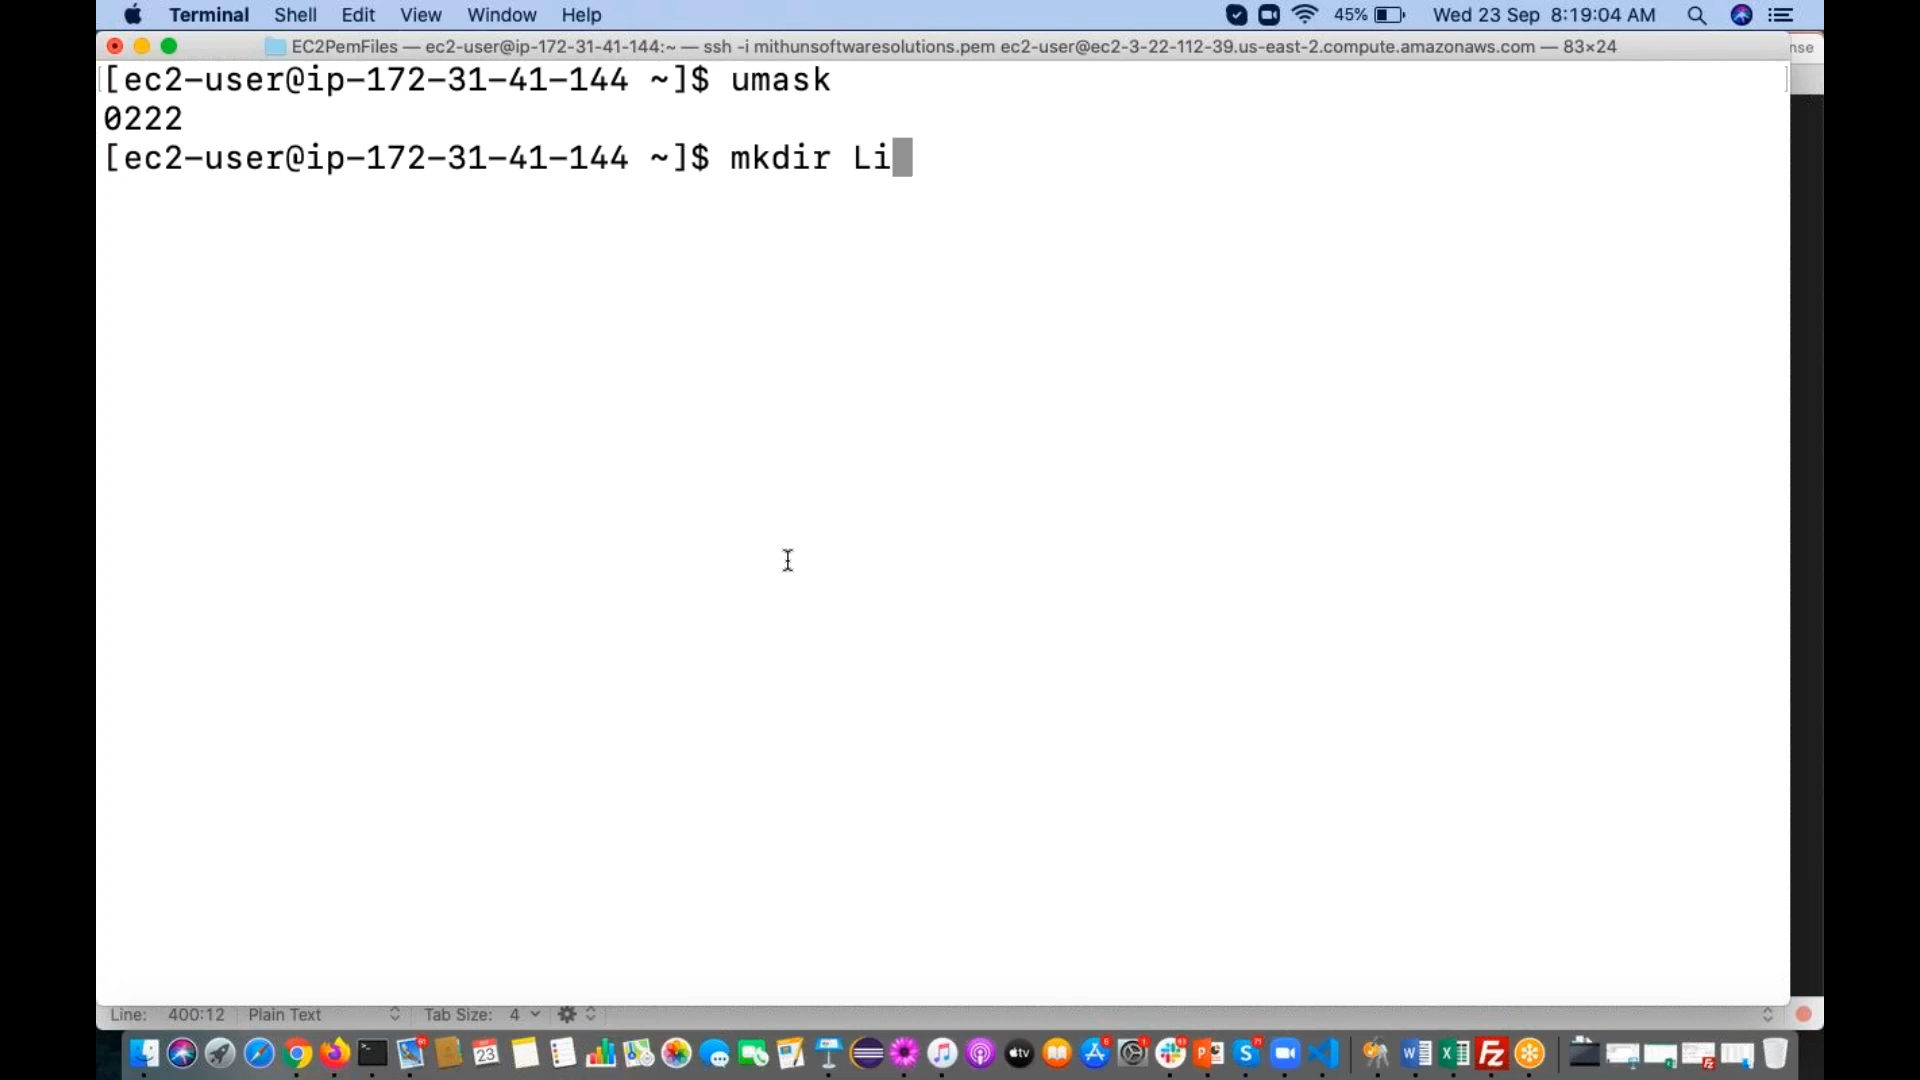 Terminal Shell Edit View Window Help 45% Wed 23 Sep 8:19:04 AM
EC2PemFiles — ec2-user@ip-172-31-41-144:~ — ssh -i mithunsoftwaresolutions.pem ec2-user@ec2-3-22-112-39.us-east-2.compute.amazonaws.com — 83×24
nse
[ec2-user@ip-172-31-41-144 ~]$ umask
0222
[ec2-user@ip-172-31-41-144 ~]$ mkdir Li
Line: 400:12 Plain Text Tab Size: 4
23 tv